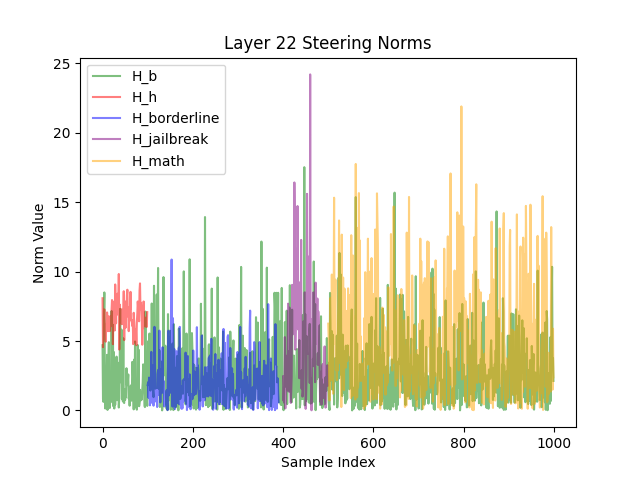 Layer 22 Steering Norms
25
20
15
10
5
0
Norm Value
H_b
H_h
H_borderline
H_jailbreak
H_math
0
200
400
600
800
1000
Sample Index